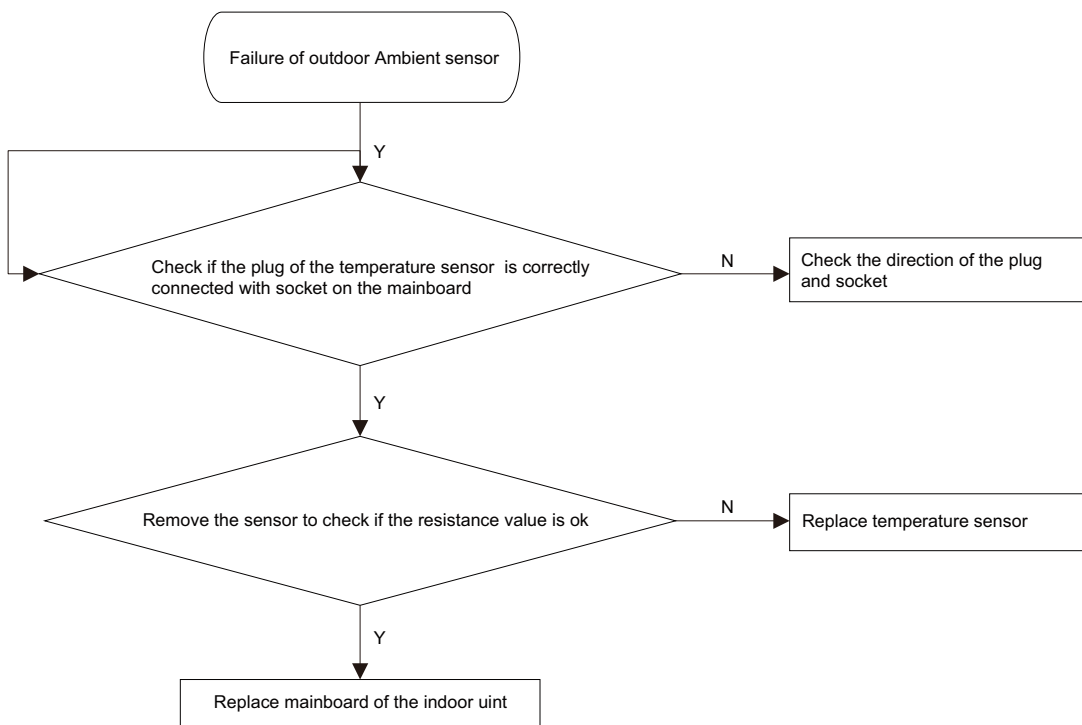 Failure of outdoor Ambient sensor
Y
Check if the plug of the temperature sensor is correctly
connected with socket on the mainboard
N
Check the direction of the plug
and socket
Y
Remove the sensor to check if the resistance value is ok
N
Replace temperature sensor
Y
Replace mainboard of the indoor uint